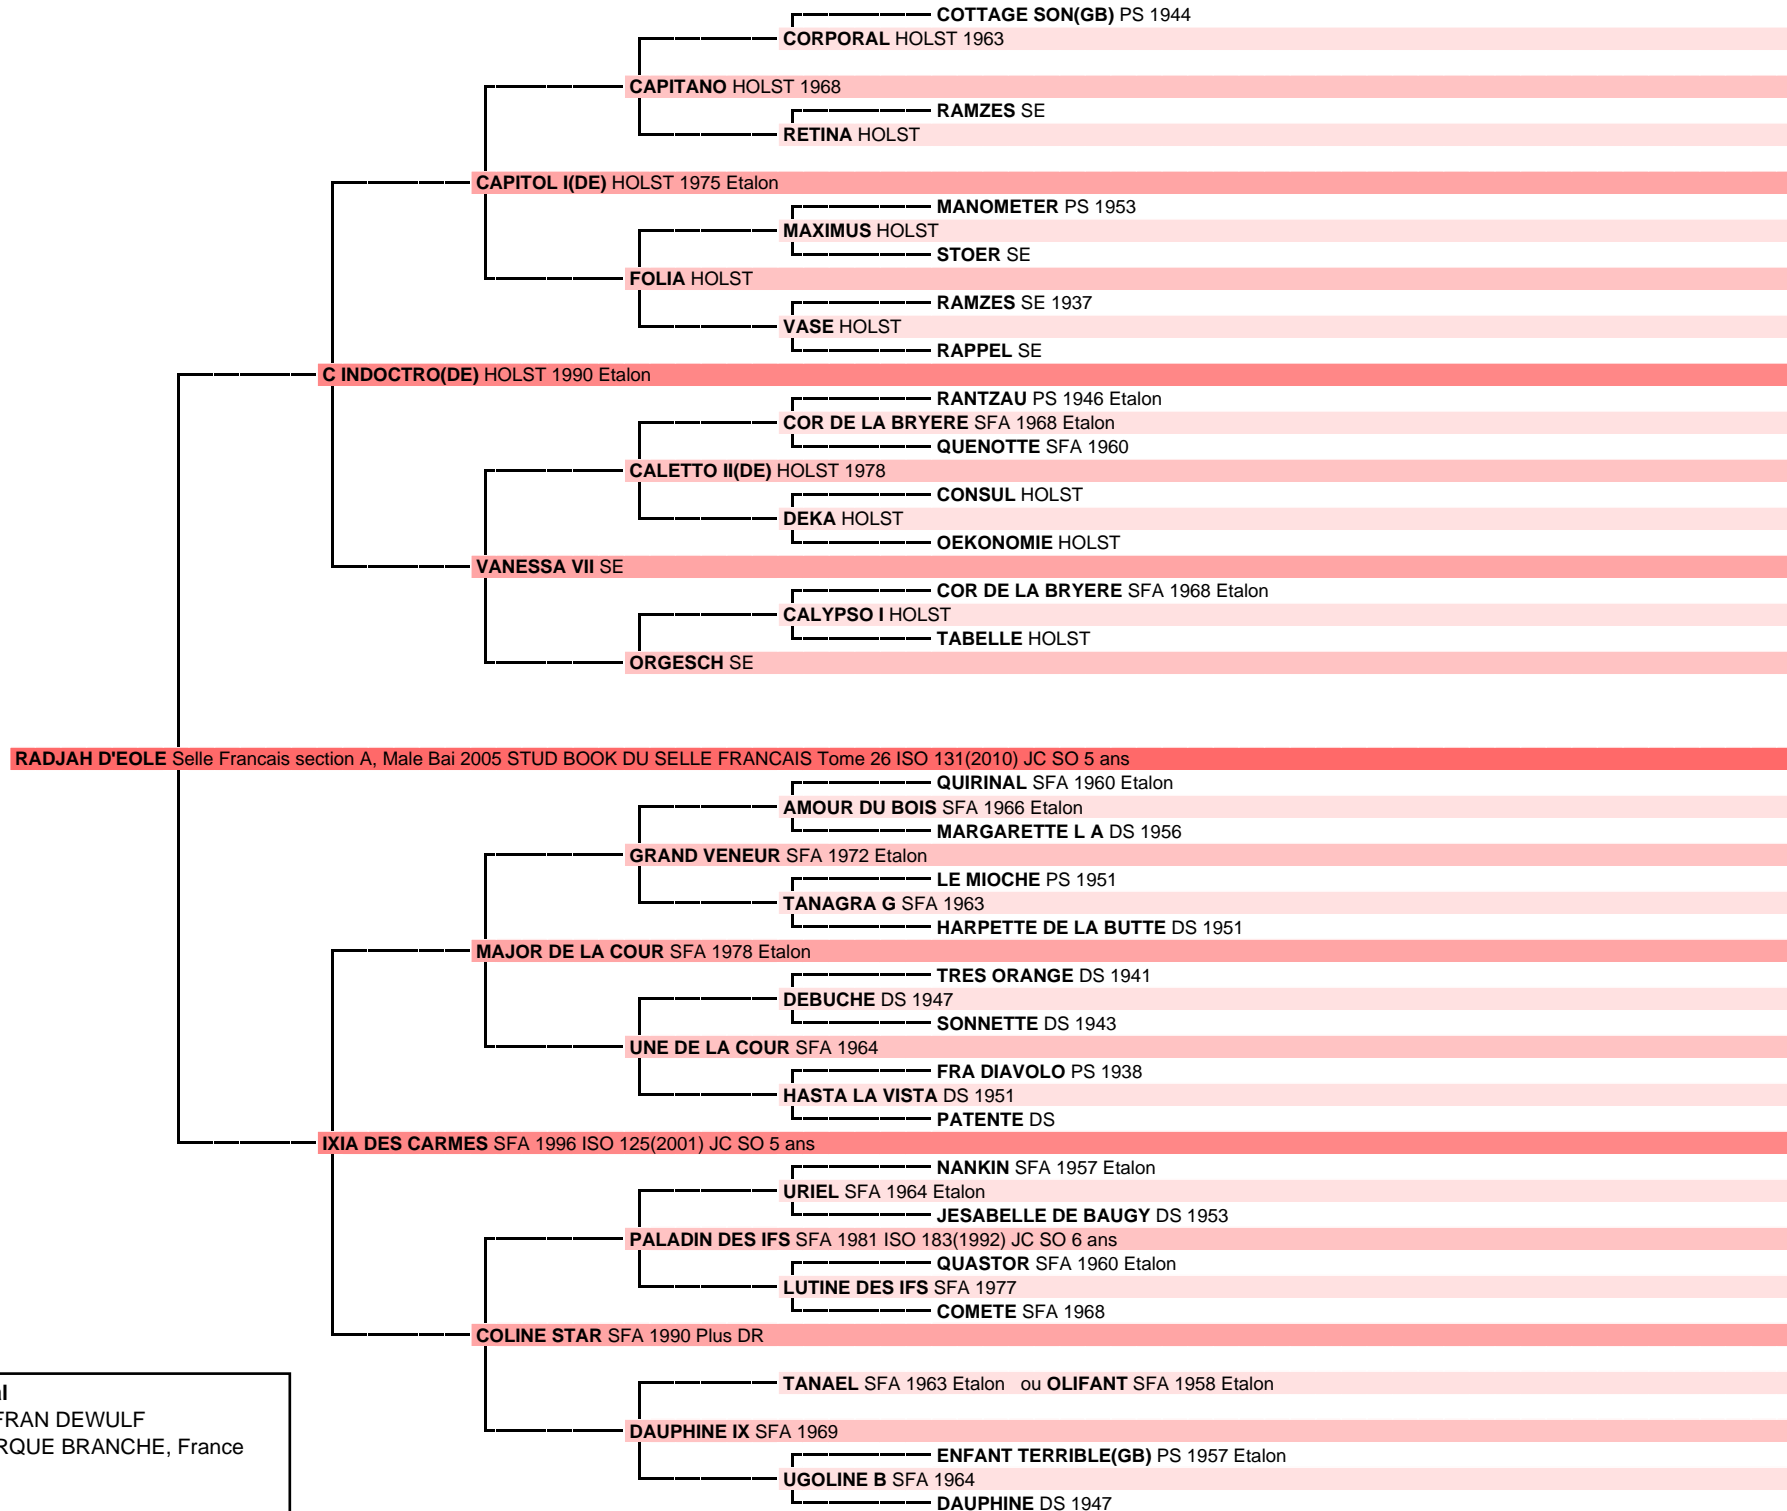 COTTAGE SON(GB) PS 1944
CORPORAL HOLST 1963
CAPITANO HOLST 1968
RAMZES SE
RETINA HOLST
CAPITOL I(DE) HOLST 1975 Etalon
MANOMETER PS 1953
MAXIMUS HOLST
STOER SE
FOLIA HOLST
RAMZES SE 1937
VASE HOLST
RAPPEL SE
C INDOCTRO(DE) HOLST 1990 Etalon
RANTZAU PS 1946 Etalon
COR DE LA BRYERE SFA 1968 Etalon
QUENOTTE SFA 1960
CALETTO II(DE) HOLST 1978
CONSUL HOLST
DEKA HOLST
OEKONOMIE HOLST
VANESSA VII SE
COR DE LA BRYERE SFA 1968 Etalon
CALYPSO I HOLST
TABELLE HOLST
ORGESCH SE
RADJAH D'EOLE Selle Francais section A, Male Bai 2005 STUD BOOK DU SELLE FRANCAIS Tome 26 ISO 131(2010) JC SO 5 ans
QUIRINAL SFA 1960 Etalon
AMOUR DU BOIS SFA 1966 Etalon
MARGARETTE L A DS 1956
GRAND VENEUR SFA 1972 Etalon
LE MIOCHE PS 1951
TANAGRA G SFA 1963
HARPETTE DE LA BUTTE DS 1951
MAJOR DE LA COUR SFA 1978 Etalon
TRES ORANGE DS 1941
DEBUCHE DS 1947
SONNETTE DS 1943
UNE DE LA COUR SFA 1964
FRA DIAVOLO PS 1938
HASTA LA VISTA DS 1951
PATENTE DS
IXIA DES CARMES SFA 1996 ISO 125(2001) JC SO 5 ans
NANKIN SFA 1957 Etalon
URIEL SFA 1964 Etalon
JESABELLE DE BAUGY DS 1953
PALADIN DES IFS SFA 1981 ISO 183(1992) JC SO 6 ans
QUASTOR SFA 1960 Etalon
LUTINE DES IFS SFA 1977
COMETE SFA 1968
COLINE STAR SFA 1990 Plus DR
TANAEL SFA 1963 Etalon ou OLIFANT SFA 1958 Etalon
DAUPHINE IX SFA 1969
ENFANT TERRIBLE(GB) PS 1957 Etalon
UGOLINE B SFA 1964
DAUPHINE DS 1947
FRAN DEWULF
RQUE BRANCHE, France